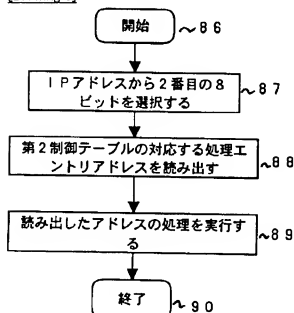 開始
～86
IPアドレスから2番目の8
ビットを選択する
～87
第2制御テーブルの対応する処理エ
ントリアドレスを読み出す
～88
読み出したアドレスの処理を実行す
る
～89
終了
～90